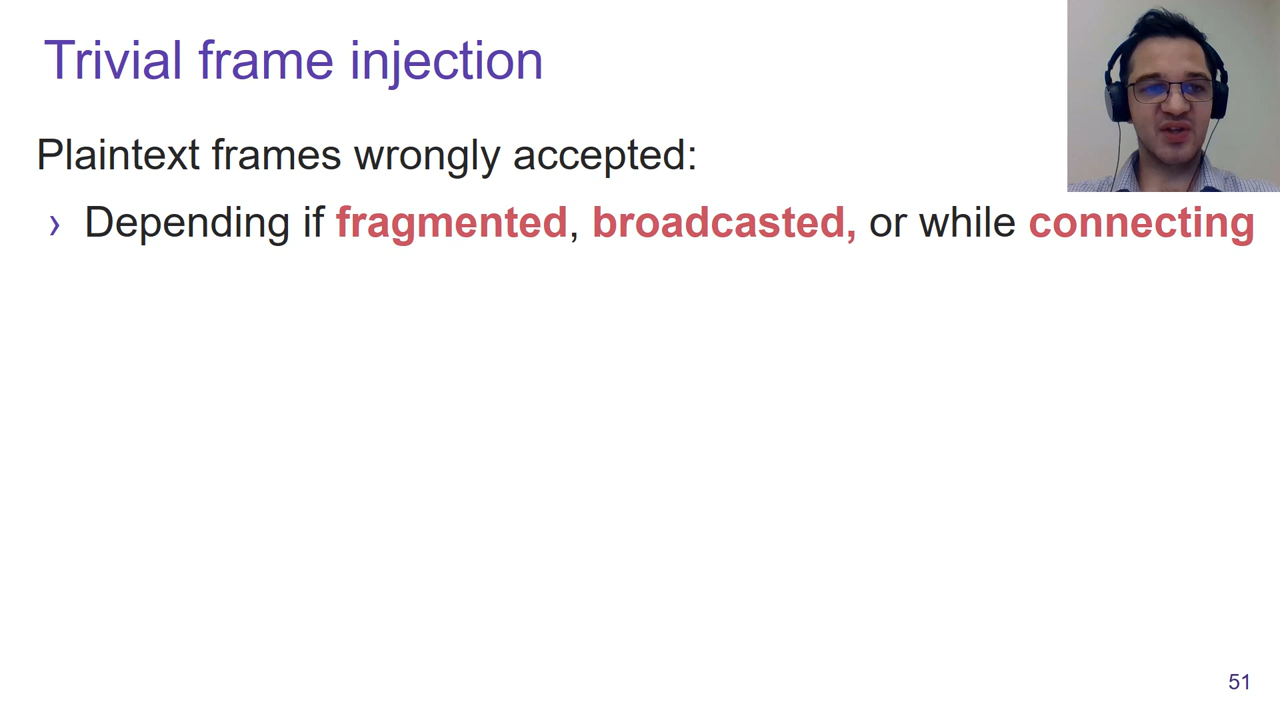 Trivial frame injection
Plaintext frames wrongly accepted:
› Depending if fragmented, broadcasted, or while connecting
51